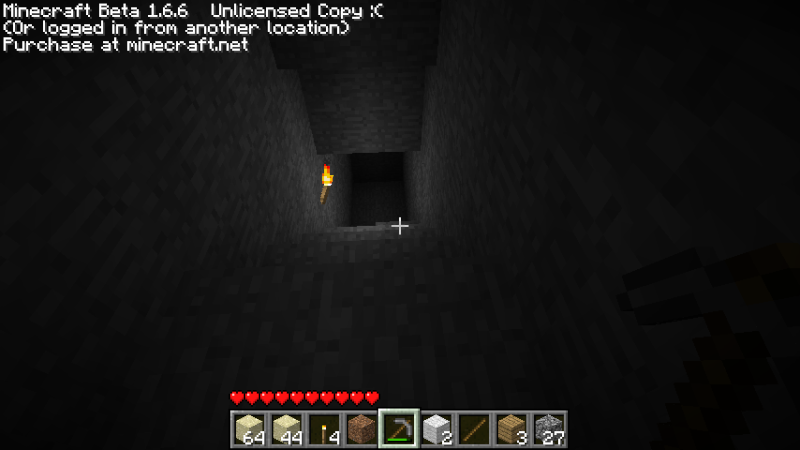 Minecraft Beta 1.6.6   Unlicensed Copy :(
(Or logged in from another location)
Purchase at minecraft.net
64 44 4 2 3 27